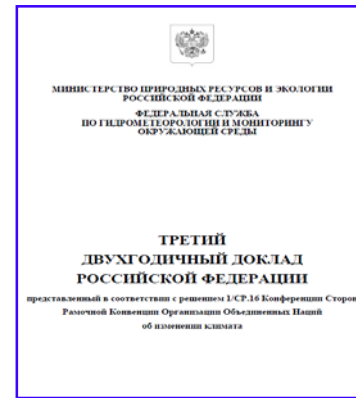 МИНИСТЕРСТВО ПРИРОДНЫХ РЕСУРСОВ И ЭКОЛОГИИ
РОССИЙСКОЙ ФЕДЕРАЦИИ
ФЕДЕРАЛЬНАЯ СЛУЖБА
ПО ГИДРОМЕТЕОРОЛОГИИ И МОНИТОРИНГУ
ОКРУЖАЮЩЕЙ СРЕДЫ
ТРЕТИЙ
ДВУХГОДИЧНЫЙ ДОКЛАД
РОССИЙСКОЙ ФЕДЕРАЦИИ
представленный в соответствии с решением 1/CP.16 Конференции Сторон
Рамочной Конвенции Организации Объединенных Наций
об изменении климата